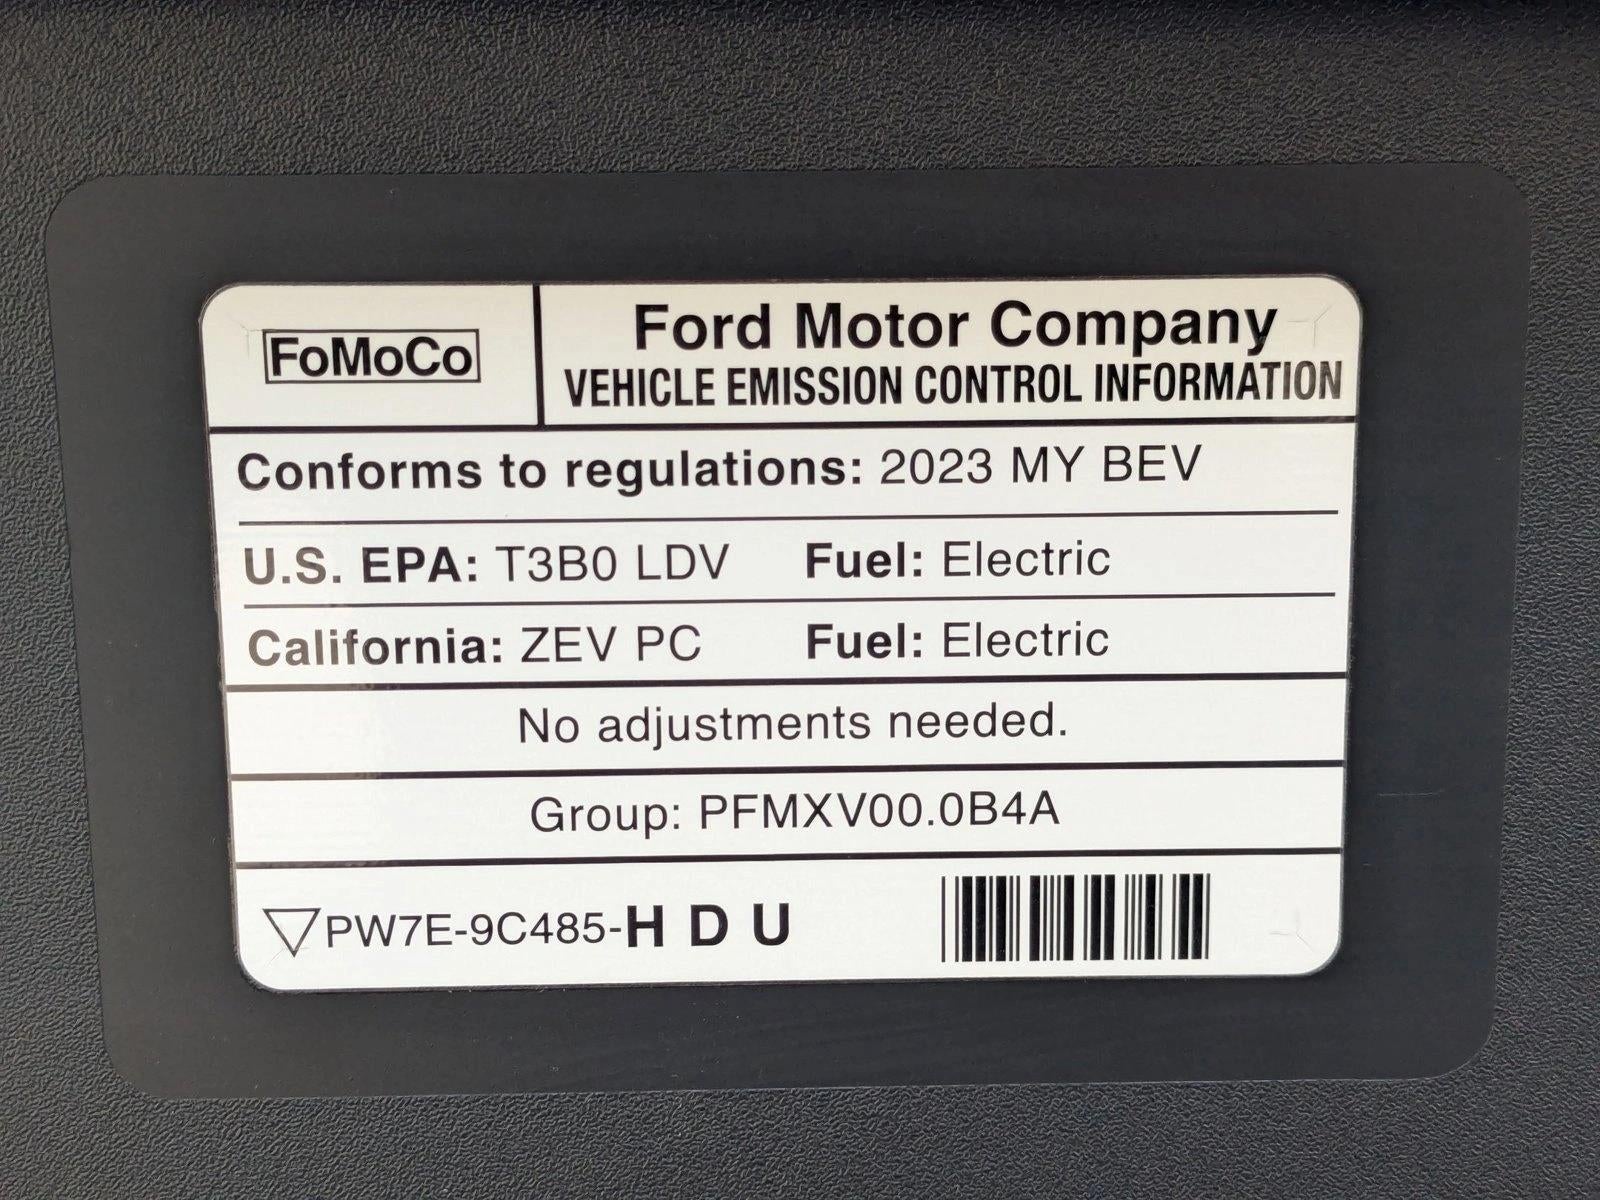 FoMoCo
Ford Motor Company
VEHICLE EMISSION CONTROL INFORMATION
Conforms to regulations: 2023 MY BEV
U.S. EPA: T3B0 LDV Fuel: Electric
California: ZEV PC Fuel: Electric
No adjustments needed.
Group: PFMXV00.0B4A
PW7E-9C485-H D U